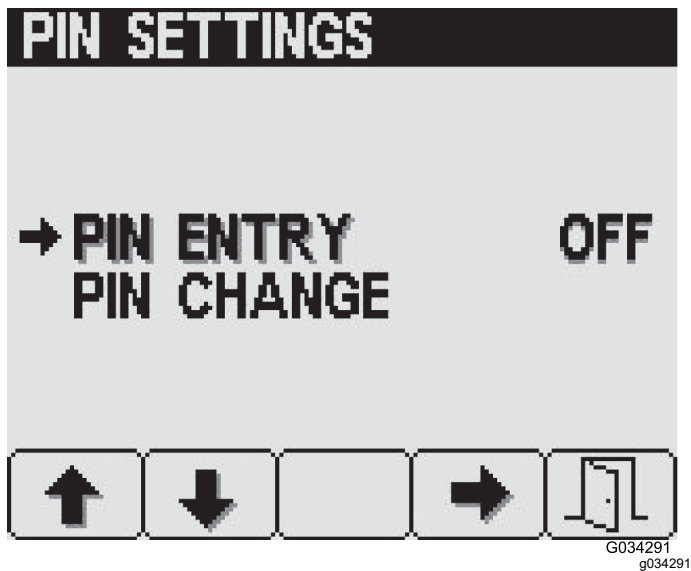 PIN SETTINGS
PIN ENTRY OFF
PIN CHANGE
G034291
g034291